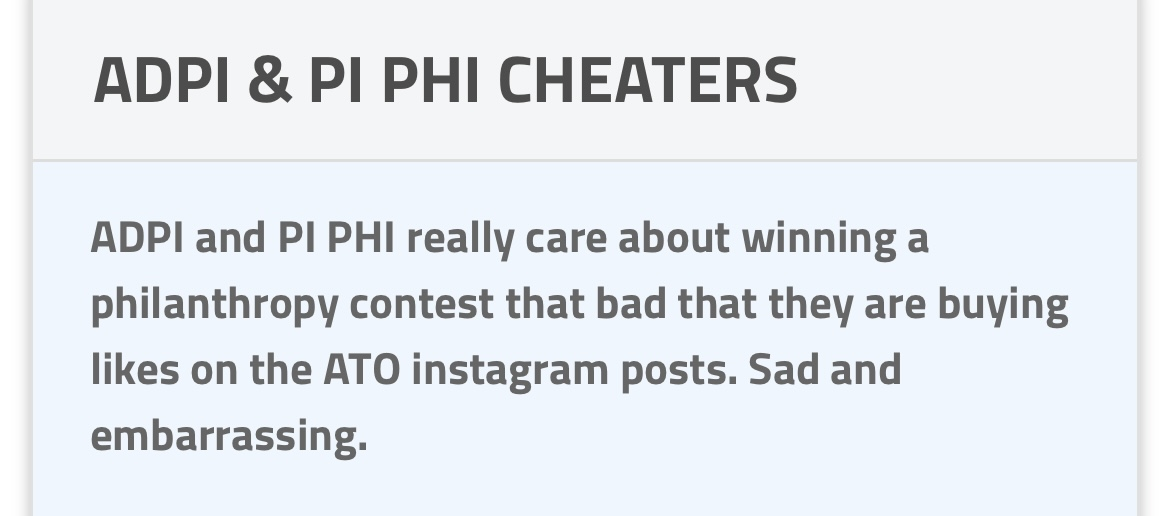 ADPI & PI PHI CHEATERS
ADPI and PI PHI really care about winning a
philanthropy contest that bad that they are buying
likes on the ATO instagram posts. Sad and
embarrassing.